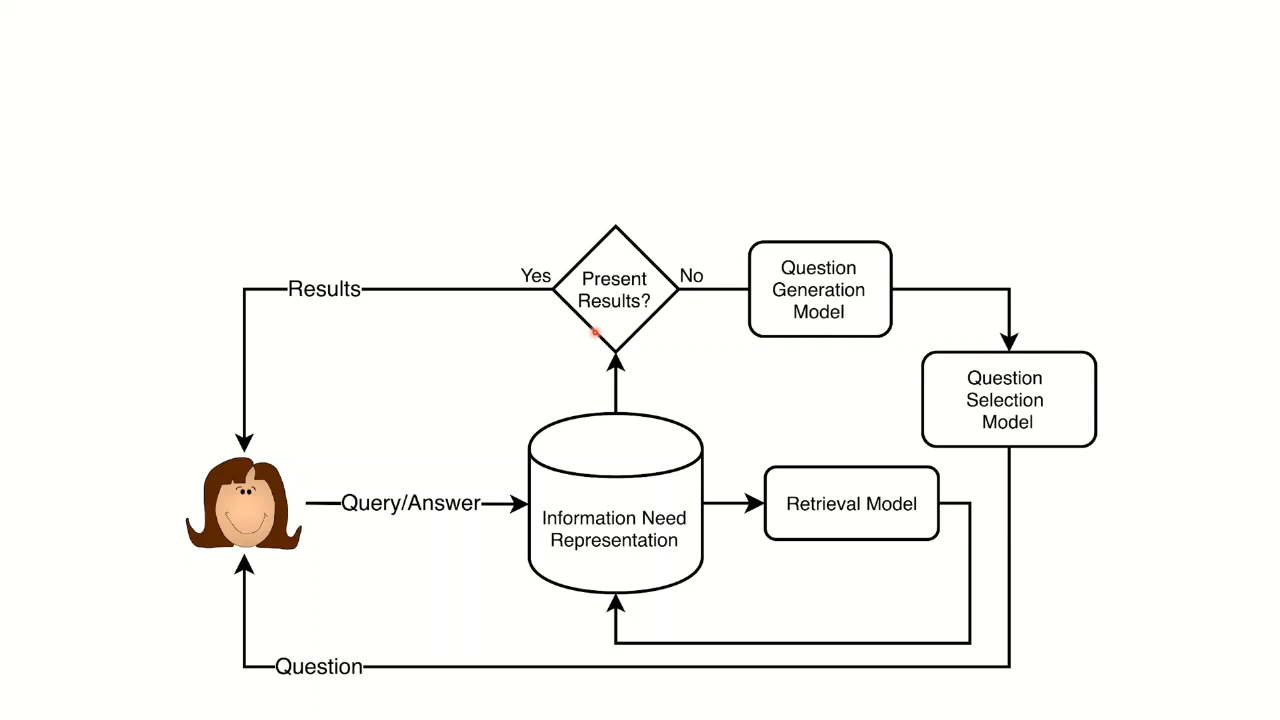 Yes
Present
Results?
No
Question
Generation
Model
Results
Question
Selection
Model
Query/Answer
Information Need
Representation
Retrieval Model
Question